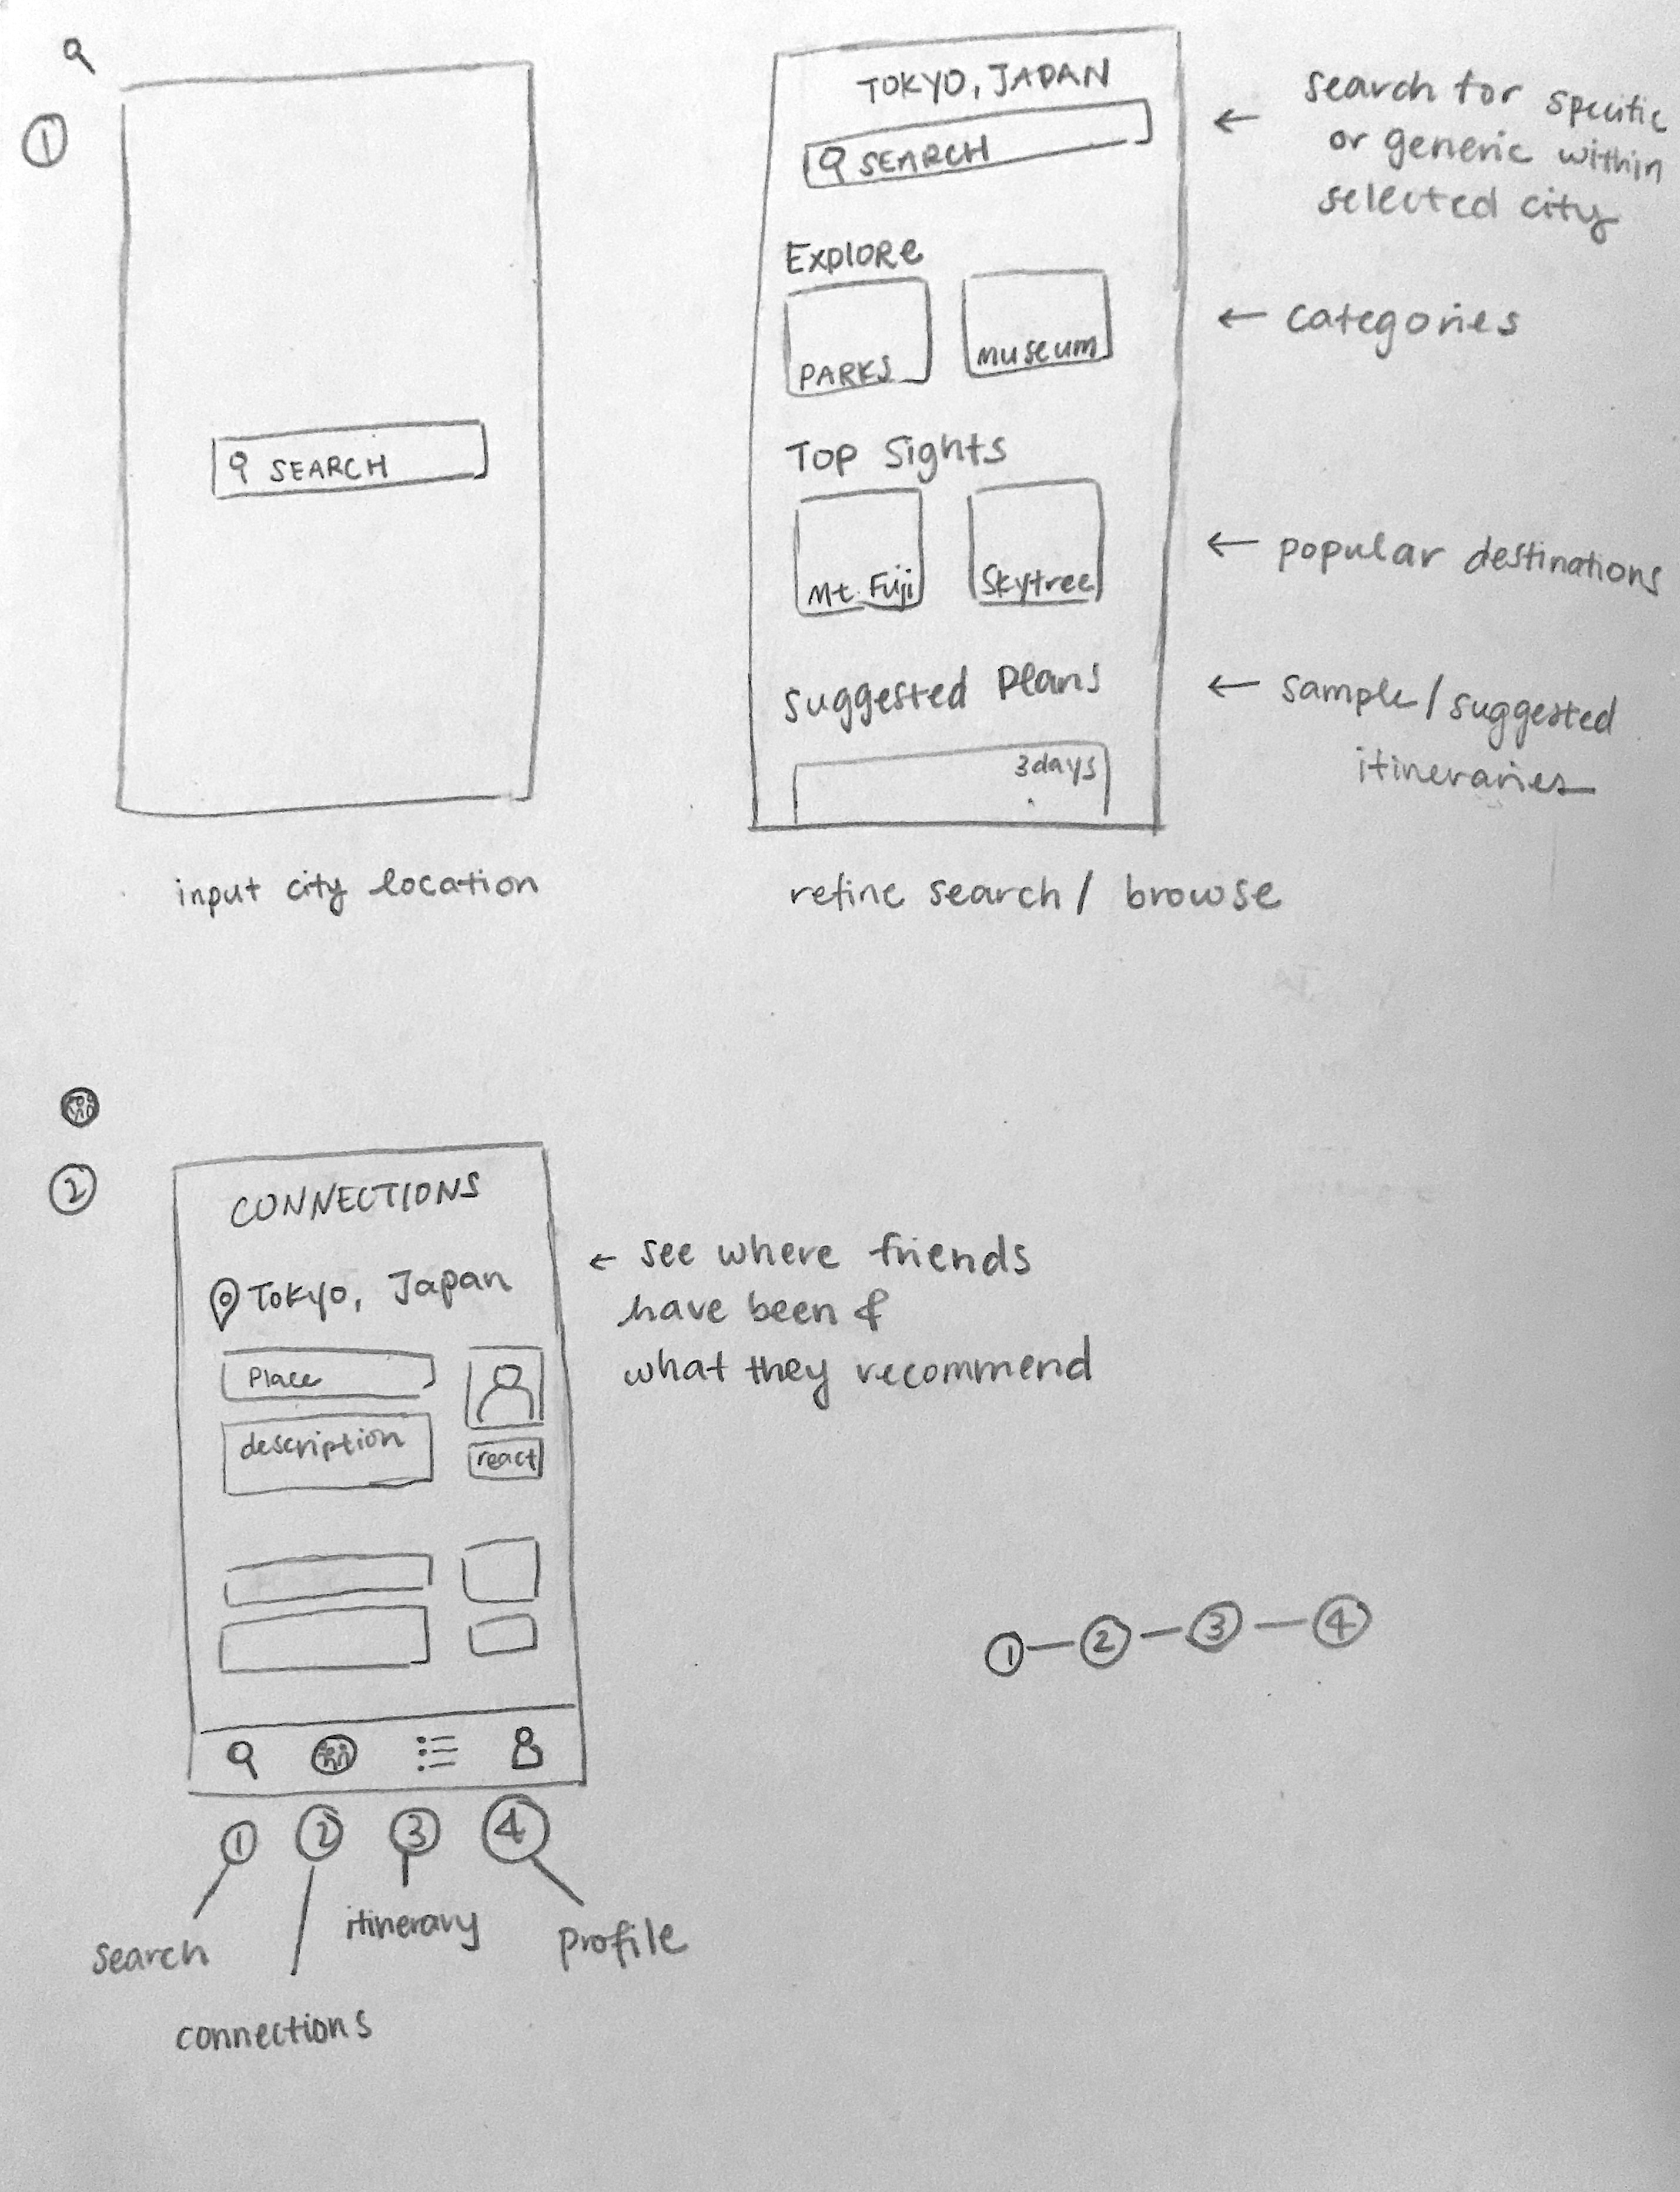 1
SEARCH
input city location
TOKYO, JAPAN
SEARCH
Explore
PARKS
museum
Top Sights
Mt. Fuji
Skytree
Suggested Plans
3days
refine search / browse
← search for specific
or generic within
selected city
← categories
← popular destinations
← sample/suggested
itineraries
2
CONNECTIONS
Tokyo, Japan
Place
description
react
← see where friends
have been &
what they recommend
1 2 3 4
search
connections
itinerary
profile
1 — 2 — 3 — 4